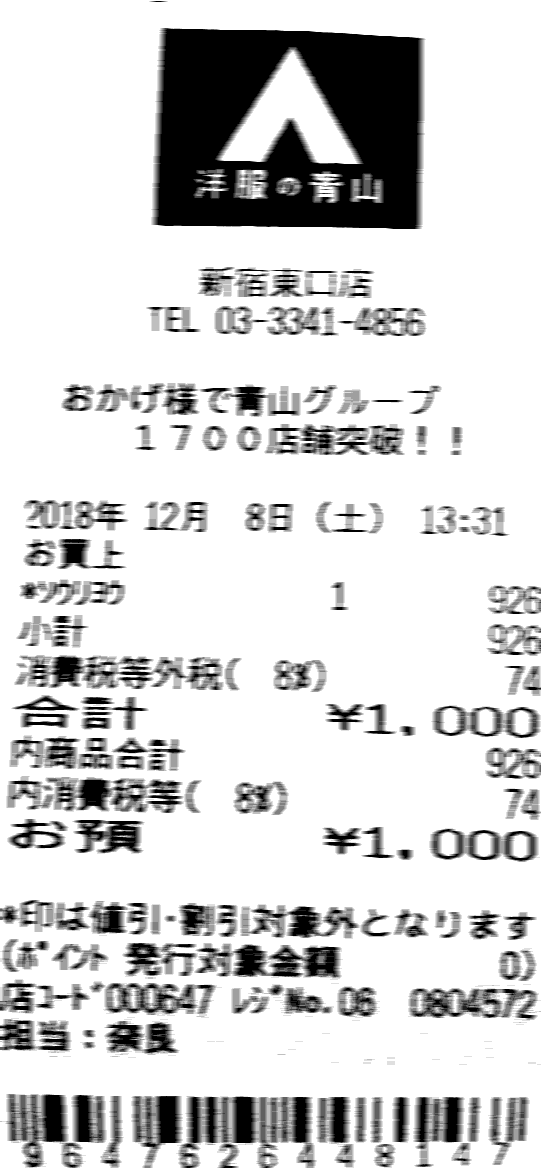 洋服の青山
新宿東口店
TEL 03-3341-4856
おかげ様で青山グループ
１７００店舗突破！！
2018年 12月 8日（土） 13:31
お買上
*ｿｳﾘﾖｳ 1 926
小計 926
消費税等外税( 8%) 74
合計 ¥1,000
内商品合計 926
内消費税等( 8%) 74
お預 ¥1,000
*印は値引･割引対象外となります
(ﾎﾟｲﾝﾄ 発行対象金額 0)
店ｺｰﾄﾞ000647 ﾚｼﾞNo.06 0804572
担当：奈良
9647626448147